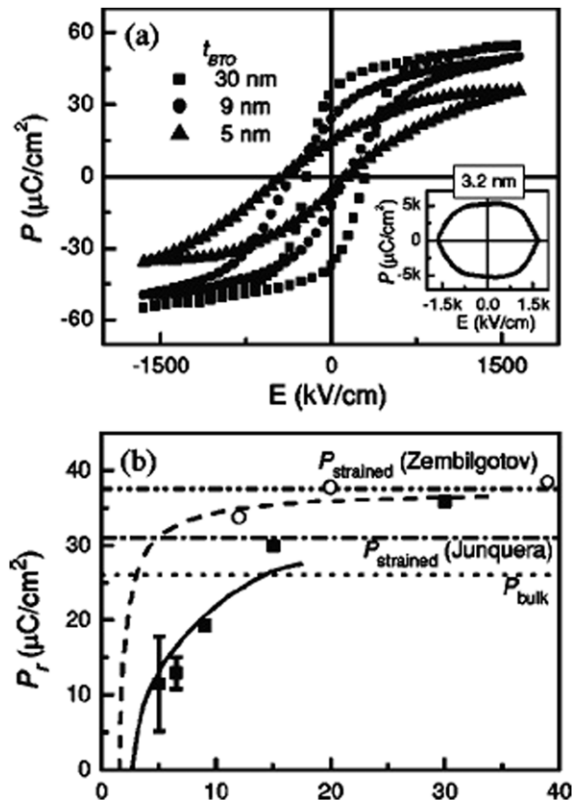 (a)
t_BTO
30 nm
9 nm
5 nm
60
30
0
-30
-60
P (μC/cm²)
-1500
0
1500
E (kV/cm)
3.2 nm
5k
0
-5k
P (μC/cm²)
-1.5k 0.0 1.5k
E (kV/cm)
(b)
P_strained (Zembilgotov)
P_strained (Junquera)
P_bulk
40
30
20
10
0
P_r (μC/cm²)
0 10 20 30 40